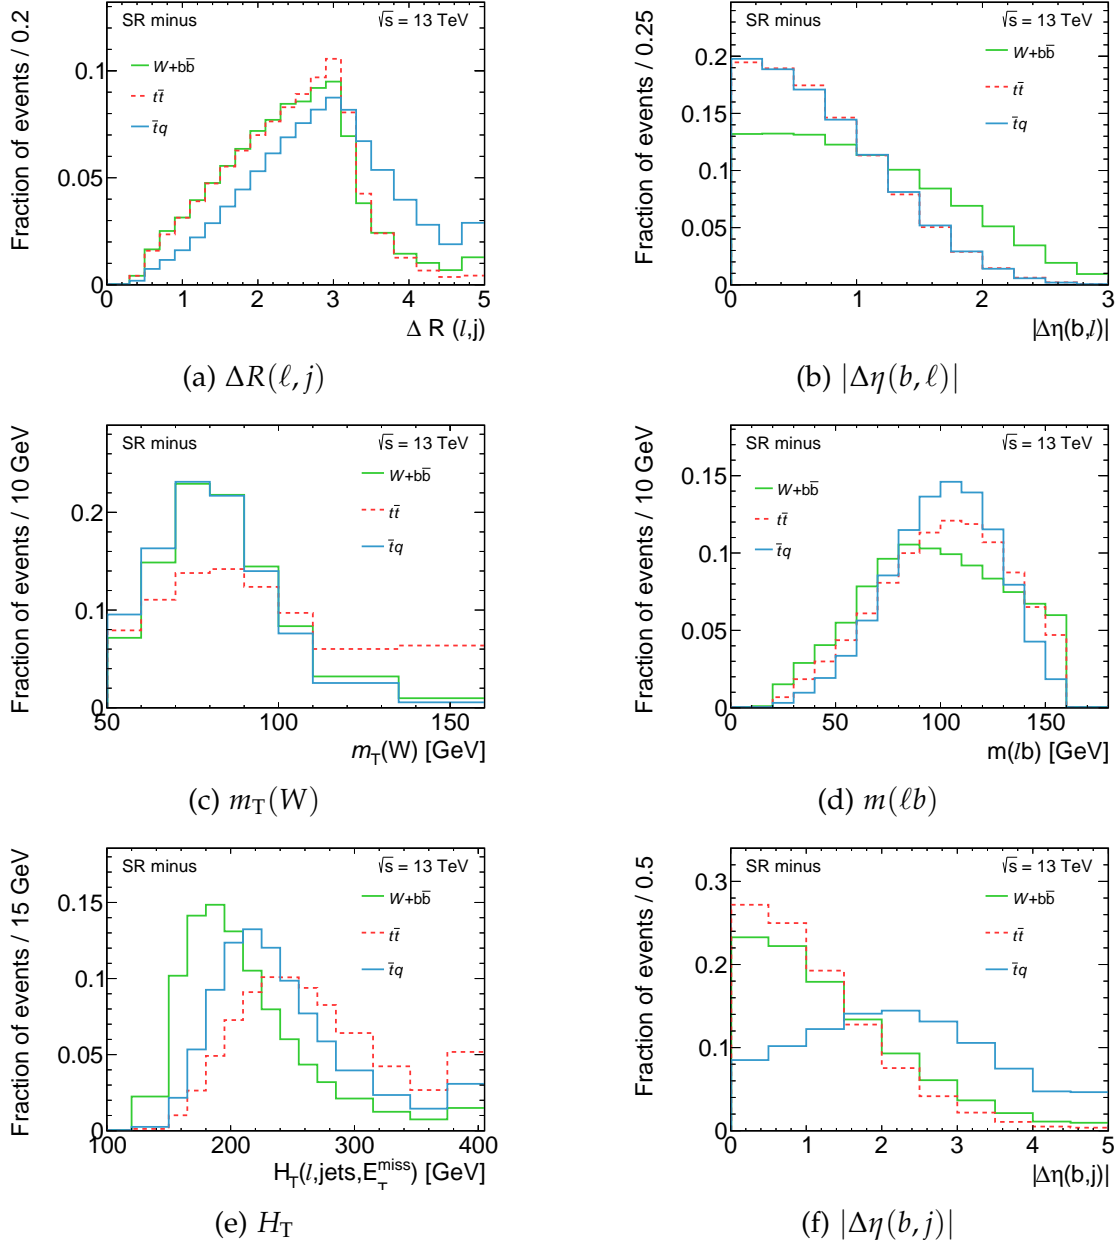 SR minus √s = 13 TeV
W+bb̄
tt̄
t̄q
Fraction of events / 0.2
0.1
0.05
0
0 1 2 3 4 5
Δ R (l,j)
(a) ΔR(ℓ, j)
SR minus √s = 13 TeV
W+bb̄
tt̄
t̄q
Fraction of events / 0.25
0.2
0.15
0.1
0.05
0
0 1 2 3
|Δη(b,l)|
(b) |Δη(b, ℓ)|
SR minus √s = 13 TeV
W+bb̄
tt̄
t̄q
Fraction of events / 10 GeV
0.2
0.1
0
50 100 150
m_T(W) [GeV]
(c) m_T(W)
SR minus √s = 13 TeV
W+bb̄
tt̄
t̄q
Fraction of events / 10 GeV
0.15
0.1
0.05
0
0 50 100 150
m(lb) [GeV]
(d) m(ℓb)
SR minus √s = 13 TeV
W+bb̄
tt̄
t̄q
Fraction of events / 15 GeV
0.15
0.1
0.05
0
100 200 300 400
H_T(l,jets,E_T^miss) [GeV]
(e) H_T
SR minus √s = 13 TeV
W+bb̄
tt̄
t̄q
Fraction of events / 0.5
0.3
0.2
0.1
0
0 1 2 3 4 5
|Δη(b,j)|
(f) |Δη(b, j)|